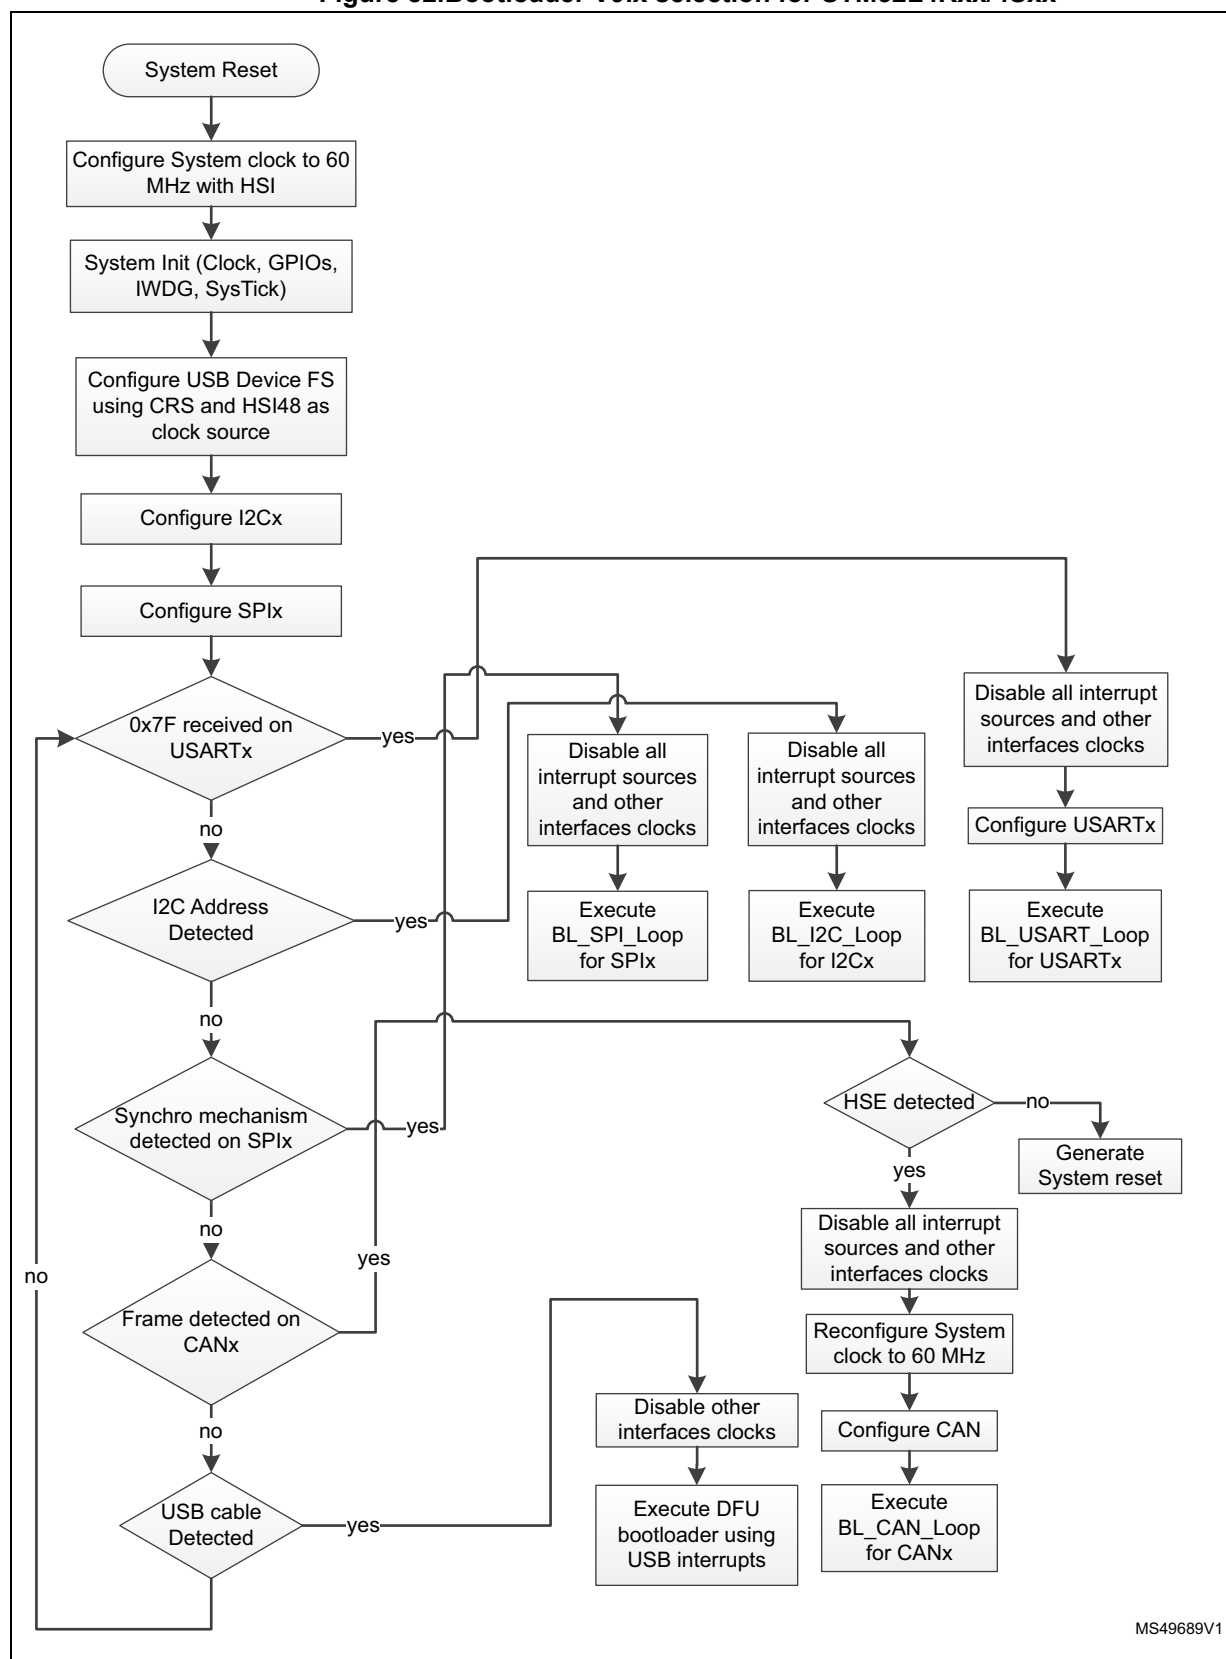 Figure
selection for
System Reset
Configure System clock to 60
MHz with HSI
System Init (Clock, GPIOs,
IWDG, SysTick)
Configure USB Device FS
using CRS and HSI48 as
clock source
Configure I2Cx
Configure SPIx
0x7F received on
USARTx
yes
no
I2C Address
Detected
yes
no
Synchro mechanism
detected on SPIx
yes
no
Frame detected on
CANx
yes
no
USB cable
Detected
yes
no
Disable all
interrupt sources
and other
interfaces clocks
Execute
BL_SPI_Loop
for SPIx
Disable all
interrupt sources
and other
interfaces clocks
Execute
BL_I2C_Loop
for I2Cx
Disable all interrupt
sources and other
interfaces clocks
Configure USARTx
Execute
BL_USART_Loop
for USARTx
HSE detected
no
Generate
System reset
yes
Disable all interrupt
sources and other
interfaces clocks
Reconfigure System
clock to 60 MHz
Configure CAN
Execute
BL_CAN_Loop
for CANx
Disable other
interfaces clocks
Execute DFU
bootloader using
USB interrupts
MS49689V1